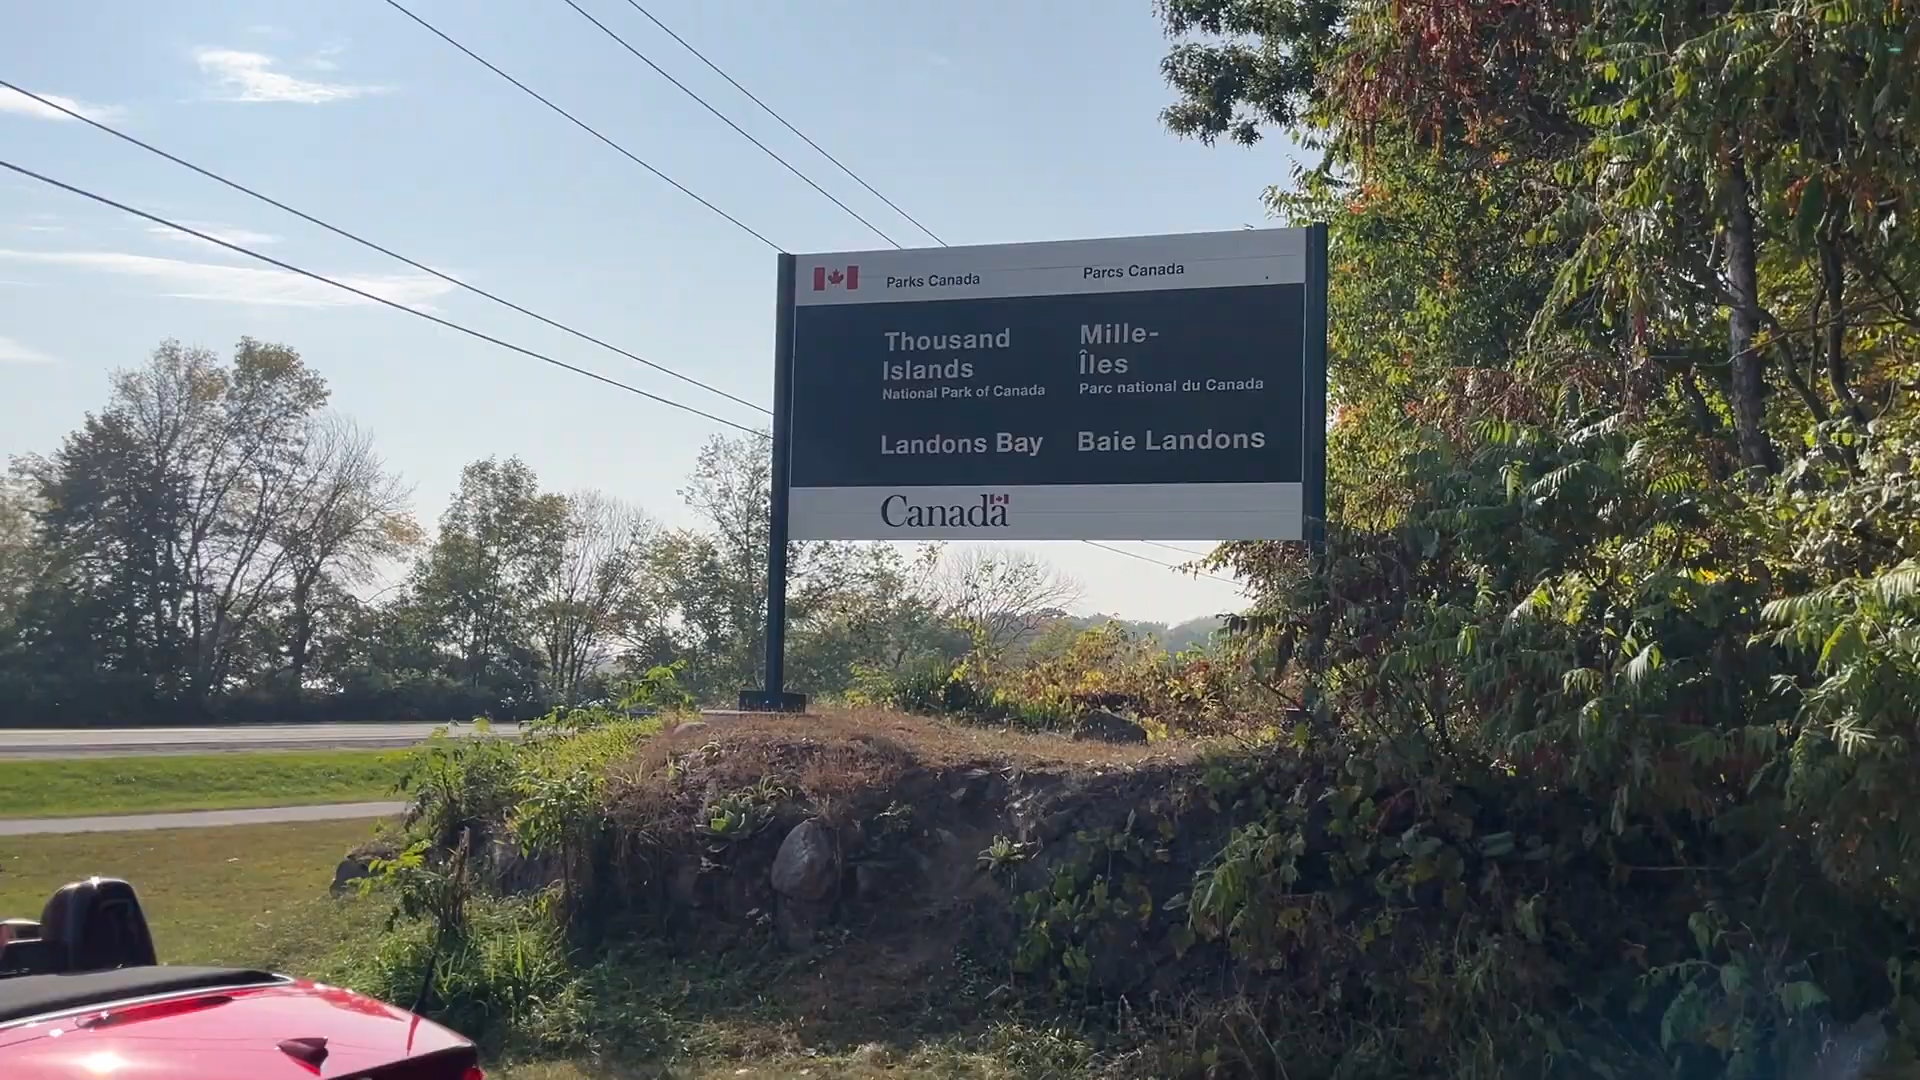 Parks Canada
Parcs Canada
Thousand
Islands
National Park of Canada
Mille-
Îles
Parc national du Canada
Landons Bay
Baie Landons
Canada